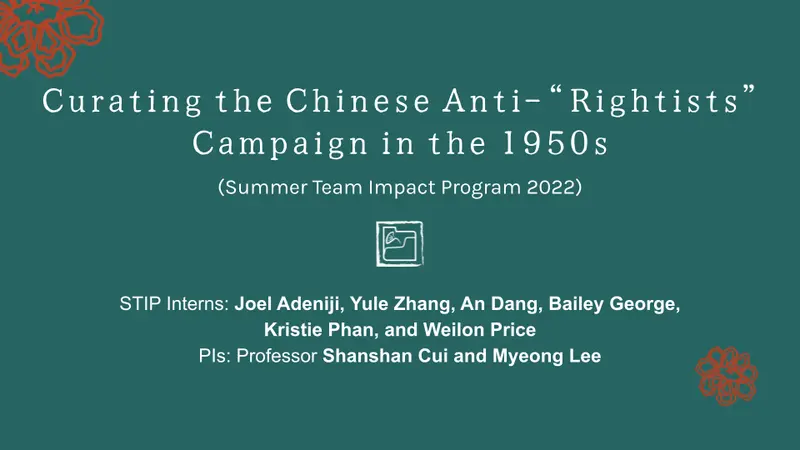 Curating the Chinese Anti-“Rightists”
Campaign in the 1950s
(Summer Team Impact Program 2022)
STIP Interns: Joel Adeniji, Yule Zhang, An Dang, Bailey George,
Kristie Phan, and Weilon Price
PIs: Professor Shanshan Cui and Myeong Lee